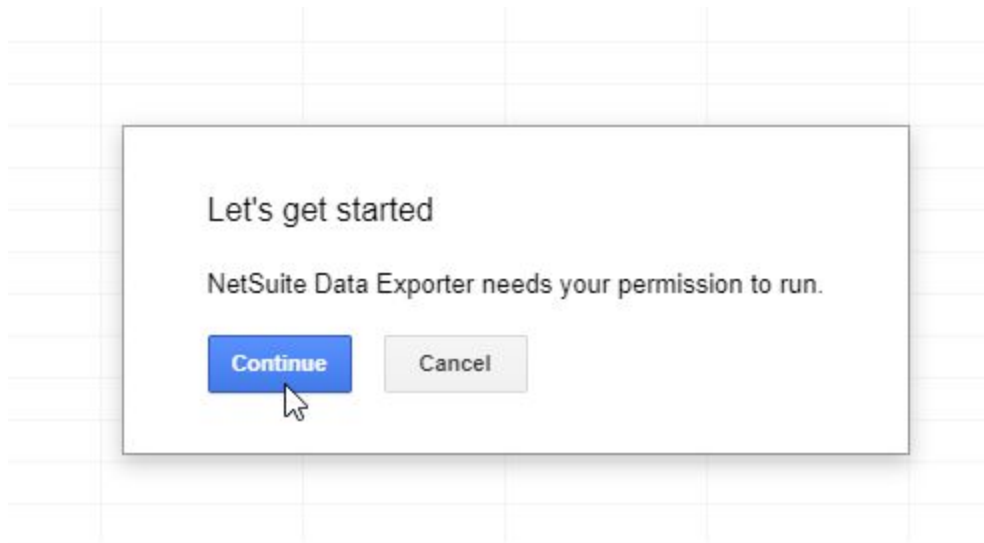 Let's get started
NetSuite Data Exporter needs your permission to run.
Continue Cancel